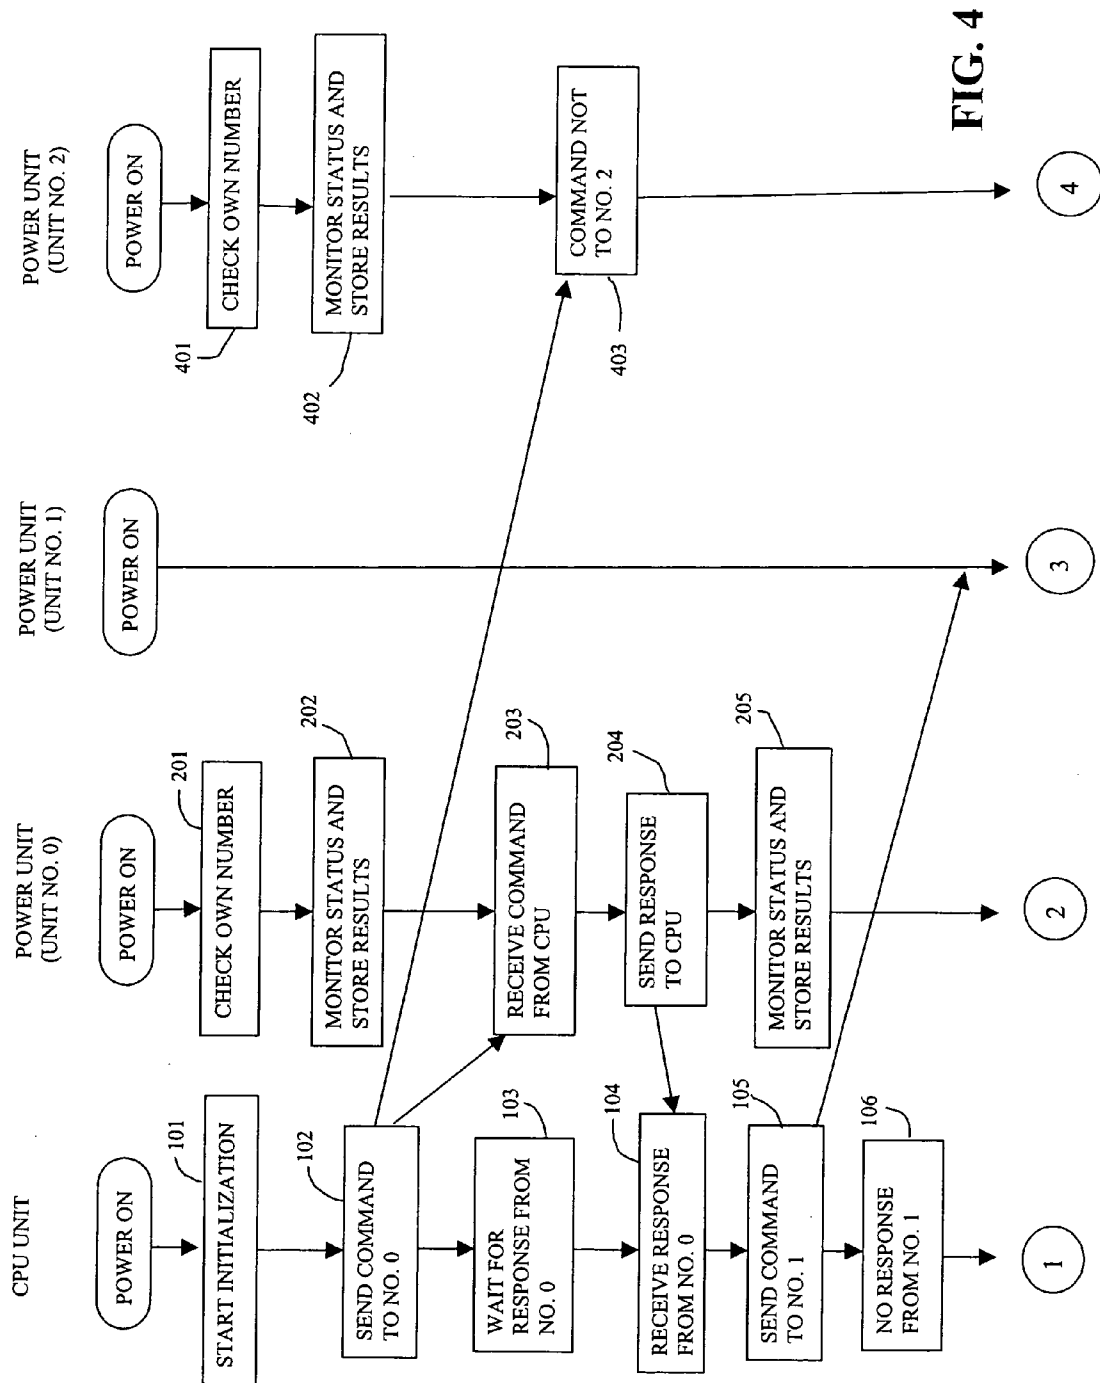 CPU UNIT
POWER ON
START INITIALIZATION
101
SEND COMMAND
TO NO. 0
102
WAIT FOR
RESPONSE FROM
NO. 0
103
RECEIVE RESPONSE
FROM NO. 0
104
SEND COMMAND
TO NO. 1
105
NO RESPONSE
FROM NO. 1
106
1
POWER UNIT
(UNIT NO. 0)
POWER ON
CHECK OWN NUMBER
201
MONITOR STATUS AND
STORE RESULTS
202
RECEIVE COMMAND
FROM CPU
203
SEND RESPONSE
TO CPU
204
MONITOR STATUS AND
STORE RESULTS
205
2
POWER UNIT
(UNIT NO. 1)
POWER ON
3
POWER UNIT
(UNIT NO. 2)
POWER ON
CHECK OWN NUMBER
401
MONITOR STATUS AND
STORE RESULTS
402
COMMAND NOT
TO NO. 2
403
4
FIG. 4